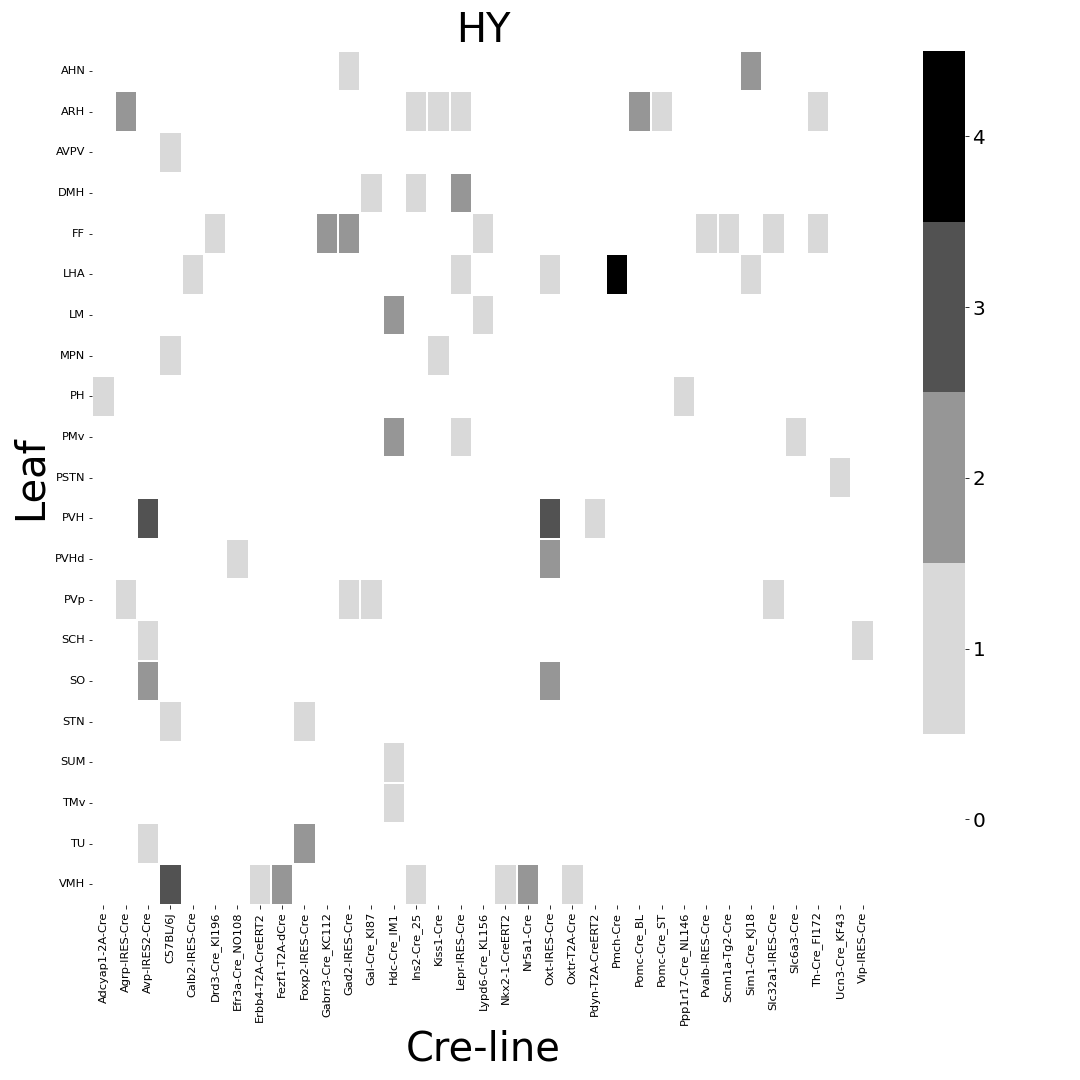 HY
AHN
ARH
AVPV
DMH
FF
LHA
LM
MPN
PH
PMv
PSTN
PVH
PVHd
PVp
SCH
SO
STN
SUM
TMv
TU
VMH
Leaf
Adcyap1-2A-Cre
Agrp-IRES-Cre
Avp-IRES2-Cre
C57BL/6J
Calb2-IRES-Cre
Drd3-Cre_KI196
Efr3a-Cre_NO108
Erbb4-T2A-CreERT2
Fezf1-T2A-dCre
Foxp2-IRES-Cre
Gabrr3-Cre_KC112
Gad2-IRES-Cre
Gal-Cre_KI87
Hdc-Cre_IM1
Ins2-Cre_25
Kiss1-Cre
Lepr-IRES-Cre
Lypd6-Cre_KL156
Nkx2-1-CreERT2
Nr5a1-Cre
Oxt-IRES-Cre
Oxtr-T2A-Cre
Pdyn-T2A-CreERT2
Pmch-Cre
Pomc-Cre_BL
Pomc-Cre_ST
Ppp1r17-Cre_NL146
Pvalb-IRES-Cre
Scnn1a-Tg2-Cre
Sim1-Cre_KJ18
Slc32a1-IRES-Cre
Slc6a3-Cre
Th-Cre_FI172
Ucn3-Cre_KF43
Vip-IRES-Cre
Cre-line
4
3
2
1
0